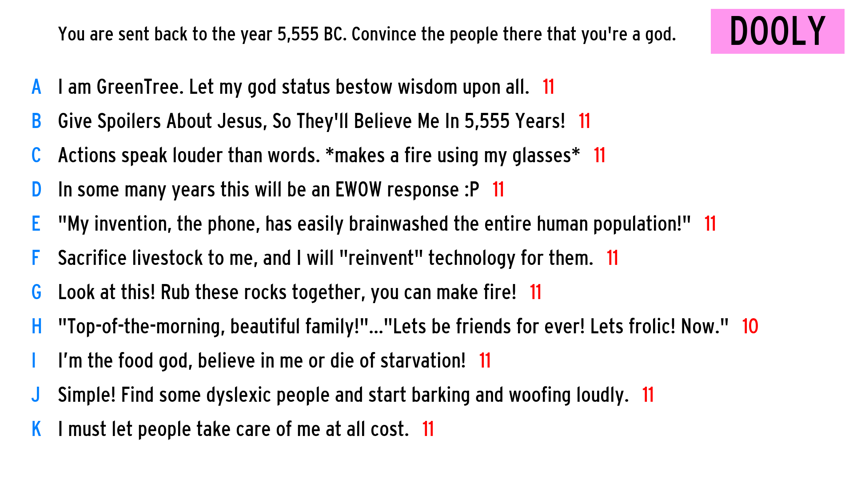 You are sent back to the year 5,555 BC. Convince the people there that you're a god.
DOOLY
A I am GreenTree. Let my god status bestow wisdom upon all. 11
B Give Spoilers About Jesus, So They'll Believe Me In 5,555 Years! 11
C Actions speak louder than words. *makes a fire using my glasses* 11
D In some many years this will be an EWOW response :P 11
E "My invention, the phone, has easily brainwashed the entire human population!" 11
F Sacrifice livestock to me, and I will "reinvent" technology for them. 11
G Look at this! Rub these rocks together, you can make fire! 11
H "Top-of-the-morning, beautiful family!"..."Lets be friends for ever! Lets frolic! Now." 10
I I’m the food god, believe in me or die of starvation! 11
J Simple! Find some dyslexic people and start barking and woofing loudly. 11
K I must let people take care of me at all cost. 11